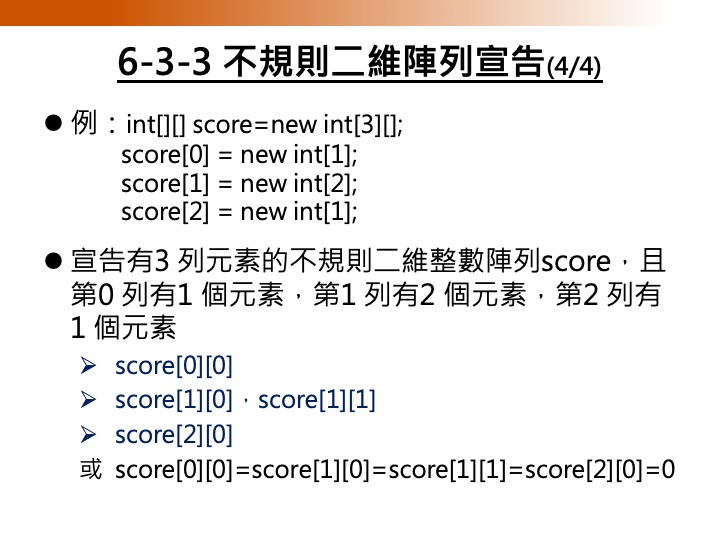 6-3-3 不規則二維陣列宣告(4/4)
● 例：int[][] score=new int[3][];
score[0] = new int[1];
score[1] = new int[2];
score[2] = new int[1];
● 宣告有3 列元素的不規則二維整數陣列score，且
第0 列有1 個元素，第1 列有2 個元素，第2 列有
1 個元素
➢ score[0][0]
➢ score[1][0]，score[1][1]
➢ score[2][0]
或 score[0][0]=score[1][0]=score[1][1]=score[2][0]=0